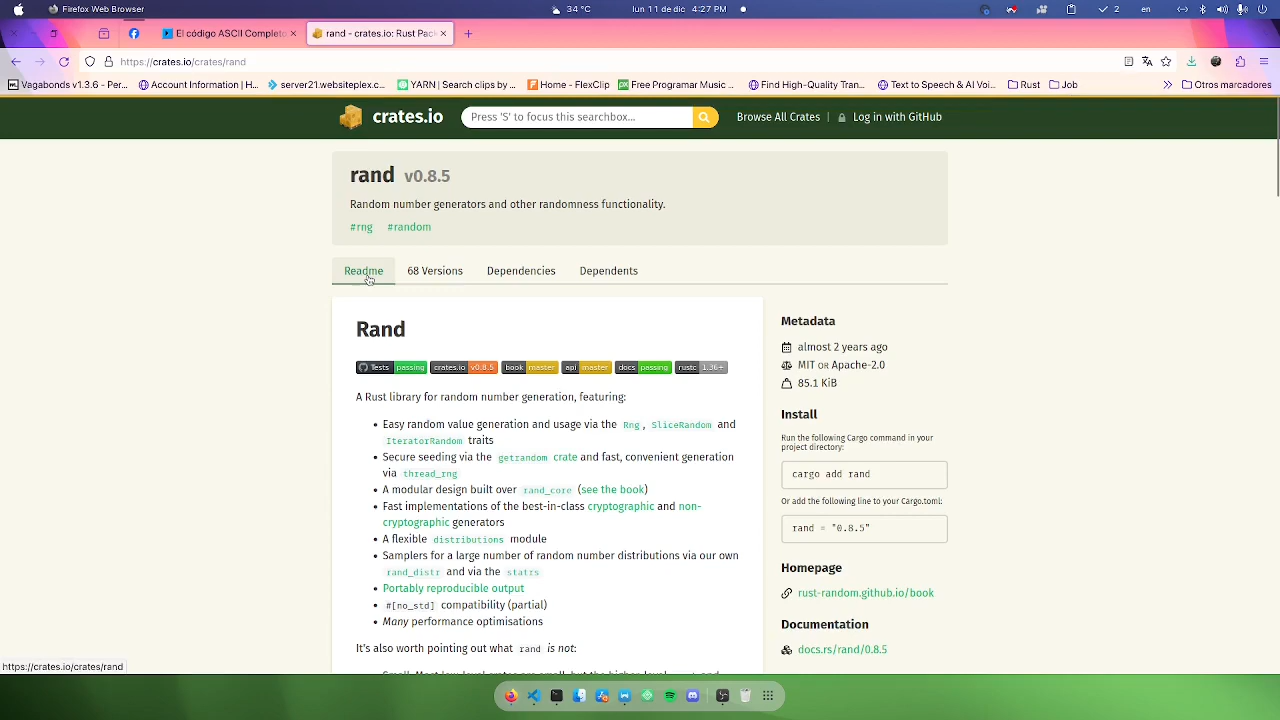 Firefox Web Browser
34 °C
lun 11 de dic 4:27 PM
2
en
El código ASCII Completo
rand - crates.io: Rust Pack
https://crates.io/crates/rand
Vagabonds v1.3.6 - Per...
Account Information | H...
server21.websiteplex.c...
YARN | Search clips by ...
Home - FlexClip
Free Programar Music ...
Find High-Quality Tran...
Text to Speech & AI Voi...
Rust
Job
Otros marcadores
crates.io
Press 'S' to focus this searchbox...
Browse All Crates | Log in with GitHub
rand v0.8.5
Random number generators and other randomness functionality.
#rng #random
Readme
68 Versions
Dependencies
Dependents
Rand
Tests passing crates.io v0.8.5 book master api master docs passing rustc 1.36+
A Rust library for random number generation, featuring:
• Easy random value generation and usage via the Rng, SliceRandom and
IteratorRandom traits
• Secure seeding via the getrandom crate and fast, convenient generation
via thread_rng
• A modular design built over rand_core (see the book)
• Fast implementations of the best-in-class cryptographic and non-
cryptographic generators
• A flexible distributions module
• Samplers for a large number of random number distributions via our own
rand_distr and via the statrs
• Portably reproducible output
• #[no_std] compatibility (partial)
• Many performance optimisations
It's also worth pointing out what rand is not:
Metadata
almost 2 years ago
MIT OR Apache-2.0
85.1 KiB
Install
Run the following Cargo command in your
project directory:
cargo add rand
Or add the following line to your Cargo.toml:
rand = "0.8.5"
Homepage
rust-random.github.io/book
Documentation
docs.rs/rand/0.8.5
https://crates.io/crates/rand